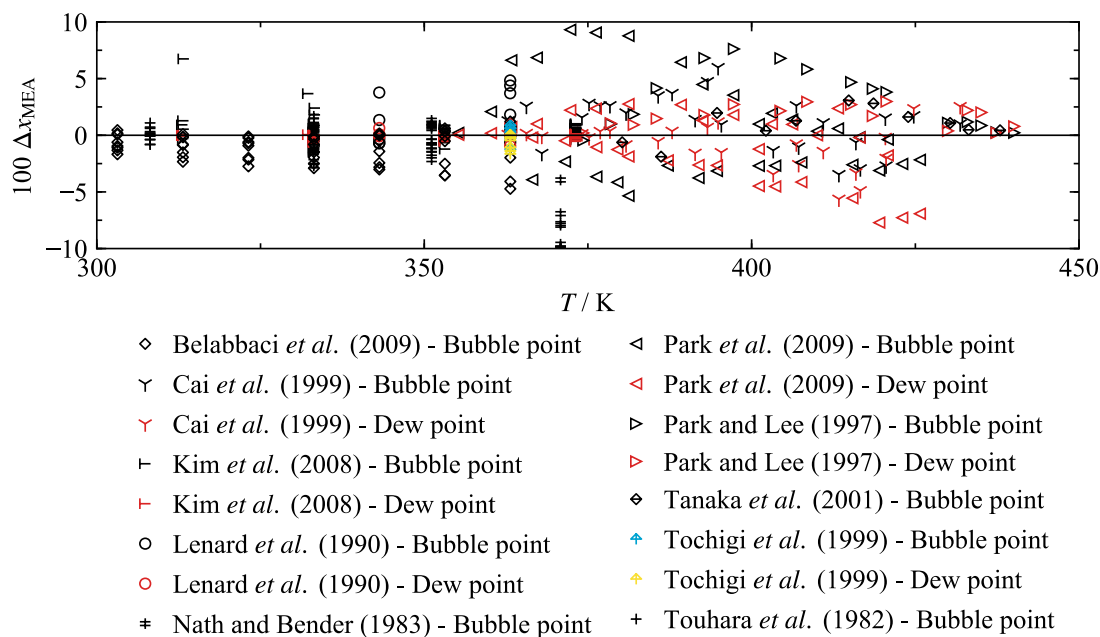 10
5
0
−5
−10
100 ΔxMEA
300
350
400
450
T / K
Belabbaci et al. (2009) - Bubble point
Cai et al. (1999) - Bubble point
Cai et al. (1999) - Dew point
Kim et al. (2008) - Bubble point
Kim et al. (2008) - Dew point
Lenard et al. (1990) - Bubble point
Lenard et al. (1990) - Dew point
Nath and Bender (1983) - Bubble point
Park et al. (2009) - Bubble point
Park et al. (2009) - Dew point
Park and Lee (1997) - Bubble point
Park and Lee (1997) - Dew point
Tanaka et al. (2001) - Bubble point
Tochigi et al. (1999) - Bubble point
Tochigi et al. (1999) - Dew point
Touhara et al. (1982) - Bubble point